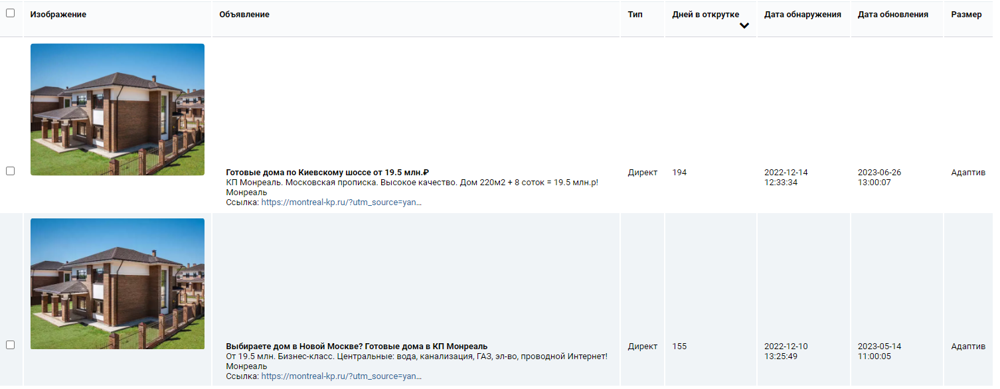 Изображение Объявление Тип Дней в открутке Дата обнаружения Дата обновления Размер
Готовые дома по Киевскому шоссе от 19.5 млн.₽ Директ 194 2022-12-14 2023-06-26 Адаптив
КП Монреаль. Московская прописка. Высокое качество. Дом 220м2 + 8 соток = 19.5 млн.р! 12:33:34 13:00:07
Монреаль
Ссылка: https://montreal-kp.ru/?utm_source=yan...
Выбираете дом в Новой Москве? Готовые дома в КП Монреаль Директ 155 2022-12-10 2023-05-14 Адаптив
От 19.5 млн. Бизнес-класс. Центральные: вода, канализация, ГАЗ, эл-во, проводной Интернет! 13:25:49 11:00:05
Монреаль
Ссылка: https://montreal-kp.ru/?utm_source=yan...